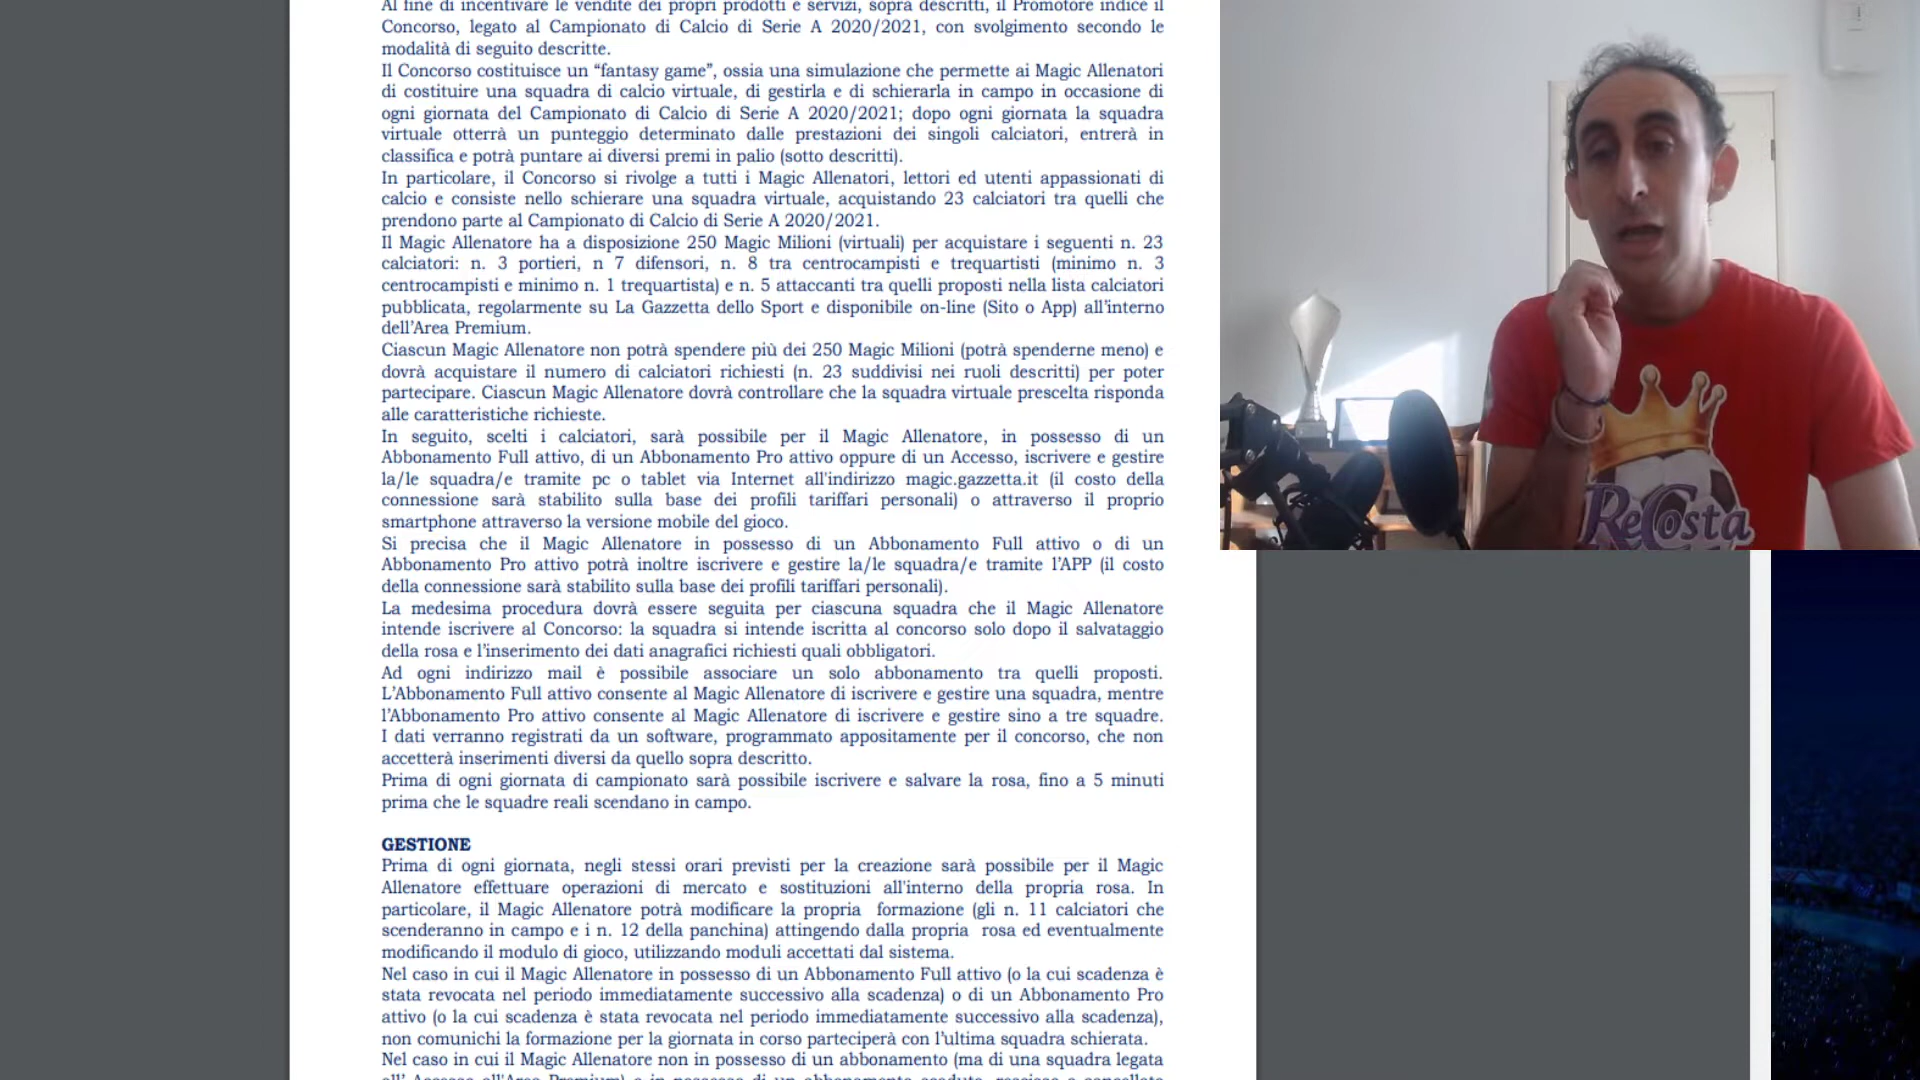 Al fine di incentivare le vendite dei propri prodotti e servizi, sopra descritti, il Promotore indice il
Concorso, legato al Campionato di Calcio di Serie A 2020/2021, con svolgimento secondo le
modalità di seguito descritte.
Il Concorso costituisce un “fantasy game”, ossia una simulazione che permette ai Magic Allenatori
di costituire una squadra di calcio virtuale, di gestirla e di schierarla in campo in occasione di
ogni giornata del Campionato di Calcio di Serie A 2020/2021; dopo ogni giornata la squadra
virtuale otterrà un punteggio determinato dalle prestazioni dei singoli calciatori, entrerà in
classifica e potrà puntare ai diversi premi in palio (sotto descritti).
In particolare, il Concorso si rivolge a tutti i Magic Allenatori, lettori ed utenti appassionati di
calcio e consiste nello schierare una squadra virtuale, acquistando 23 calciatori tra quelli che
prendono parte al Campionato di Calcio di Serie A 2020/2021.
Il Magic Allenatore ha a disposizione 250 Magic Milioni (virtuali) per acquistare i seguenti n. 23
calciatori: n. 3 portieri, n 7 difensori, n. 8 tra centrocampisti e trequartisti (minimo n. 3
centrocampisti e minimo n. 1 trequartista) e n. 5 attaccanti tra quelli proposti nella lista calciatori
pubblicata, regolarmente su La Gazzetta dello Sport e disponibile on-line (Sito o App) all’interno
dell’Area Premium.
Ciascun Magic Allenatore non potrà spendere più dei 250 Magic Milioni (potrà spenderne meno) e
dovrà acquistare il numero di calciatori richiesti (n. 23 suddivisi nei ruoli descritti) per poter
partecipare. Ciascun Magic Allenatore dovrà controllare che la squadra virtuale prescelta risponda
alle caratteristiche richieste.
In seguito, scelti i calciatori, sarà possibile per il Magic Allenatore, in possesso di un
Abbonamento Full attivo, di un Abbonamento Pro attivo oppure di un Accesso, iscrivere e gestire
la/le squadra/e tramite pc o tablet via Internet all'indirizzo magic.gazzetta.it (il costo della
connessione sarà stabilito sulla base dei profili tariffari personali) o attraverso il proprio
smartphone attraverso la versione mobile del gioco.
Si precisa che il Magic Allenatore in possesso di un Abbonamento Full attivo o di un
Abbonamento Pro attivo potrà inoltre iscrivere e gestire la/le squadra/e tramite l’APP (il costo
della connessione sarà stabilito sulla base dei profili tariffari personali).
La medesima procedura dovrà essere seguita per ciascuna squadra che il Magic Allenatore
intende iscrivere al Concorso: la squadra si intende iscritta al concorso solo dopo il salvataggio
della rosa e l’inserimento dei dati anagrafici richiesti quali obbligatori.
Ad ogni indirizzo mail è possibile associare un solo abbonamento tra quelli proposti.
L’Abbonamento Full attivo consente al Magic Allenatore di iscrivere e gestire una squadra, mentre
l’Abbonamento Pro attivo consente al Magic Allenatore di iscrivere e gestire sino a tre squadre.
I dati verranno registrati da un software, programmato appositamente per il concorso, che non
accetterà inserimenti diversi da quello sopra descritto.
Prima di ogni giornata di campionato sarà possibile iscrivere e salvare la rosa, fino a 5 minuti
prima che le squadre reali scendano in campo.
GESTIONE
Prima di ogni giornata, negli stessi orari previsti per la creazione sarà possibile per il Magic
Allenatore effettuare operazioni di mercato e sostituzioni all'interno della propria rosa. In
particolare, il Magic Allenatore potrà modificare la propria formazione (gli n. 11 calciatori che
scenderanno in campo e i n. 12 della panchina) attingendo dalla propria rosa ed eventualmente
modificando il modulo di gioco, utilizzando moduli accettati dal sistema.
Nel caso in cui il Magic Allenatore in possesso di un Abbonamento Full attivo (o la cui scadenza è
stata revocata nel periodo immediatamente successivo alla scadenza) o di un Abbonamento Pro
attivo (o la cui scadenza è stata revocata nel periodo immediatamente successivo alla scadenza),
non comunichi la formazione per la giornata in corso parteciperà con l’ultima squadra schierata.
Nel caso in cui il Magic Allenatore non in possesso di un abbonamento (ma di una squadra legata
ReCosta